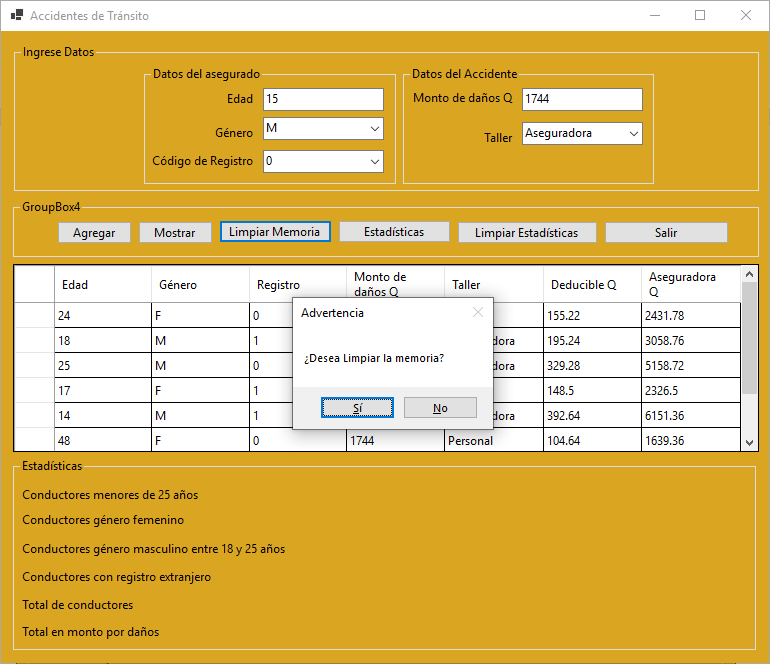 Accidentes de Tránsito
Ingrese Datos
Datos del asegurado
Edad 15
Género M
Código de Registro 0
Datos del Accidente
Monto de daños Q 1744
Taller Aseguradora
GroupBox4
Agregar Mostrar Limpiar Memoria Estadísticas Limpiar Estadísticas Salir
Edad Género Registro Monto de daños Q Taller Deducible Q Aseguradora Q
24 F 0 155.22 2431.78
18 M 1 195.24 3058.76
25 M 0 329.28 5158.72
17 F 1 148.5 2326.5
14 M 1 392.64 6151.36
48 F 0 1744 Personal 104.64 1639.36
Advertencia
¿Desea Limpiar la memoria?
Sí No
Estadísticas
Conductores menores de 25 años
Conductores género femenino
Conductores género masculino entre 18 y 25 años
Conductores con registro extranjero
Total de conductores
Total en monto por daños